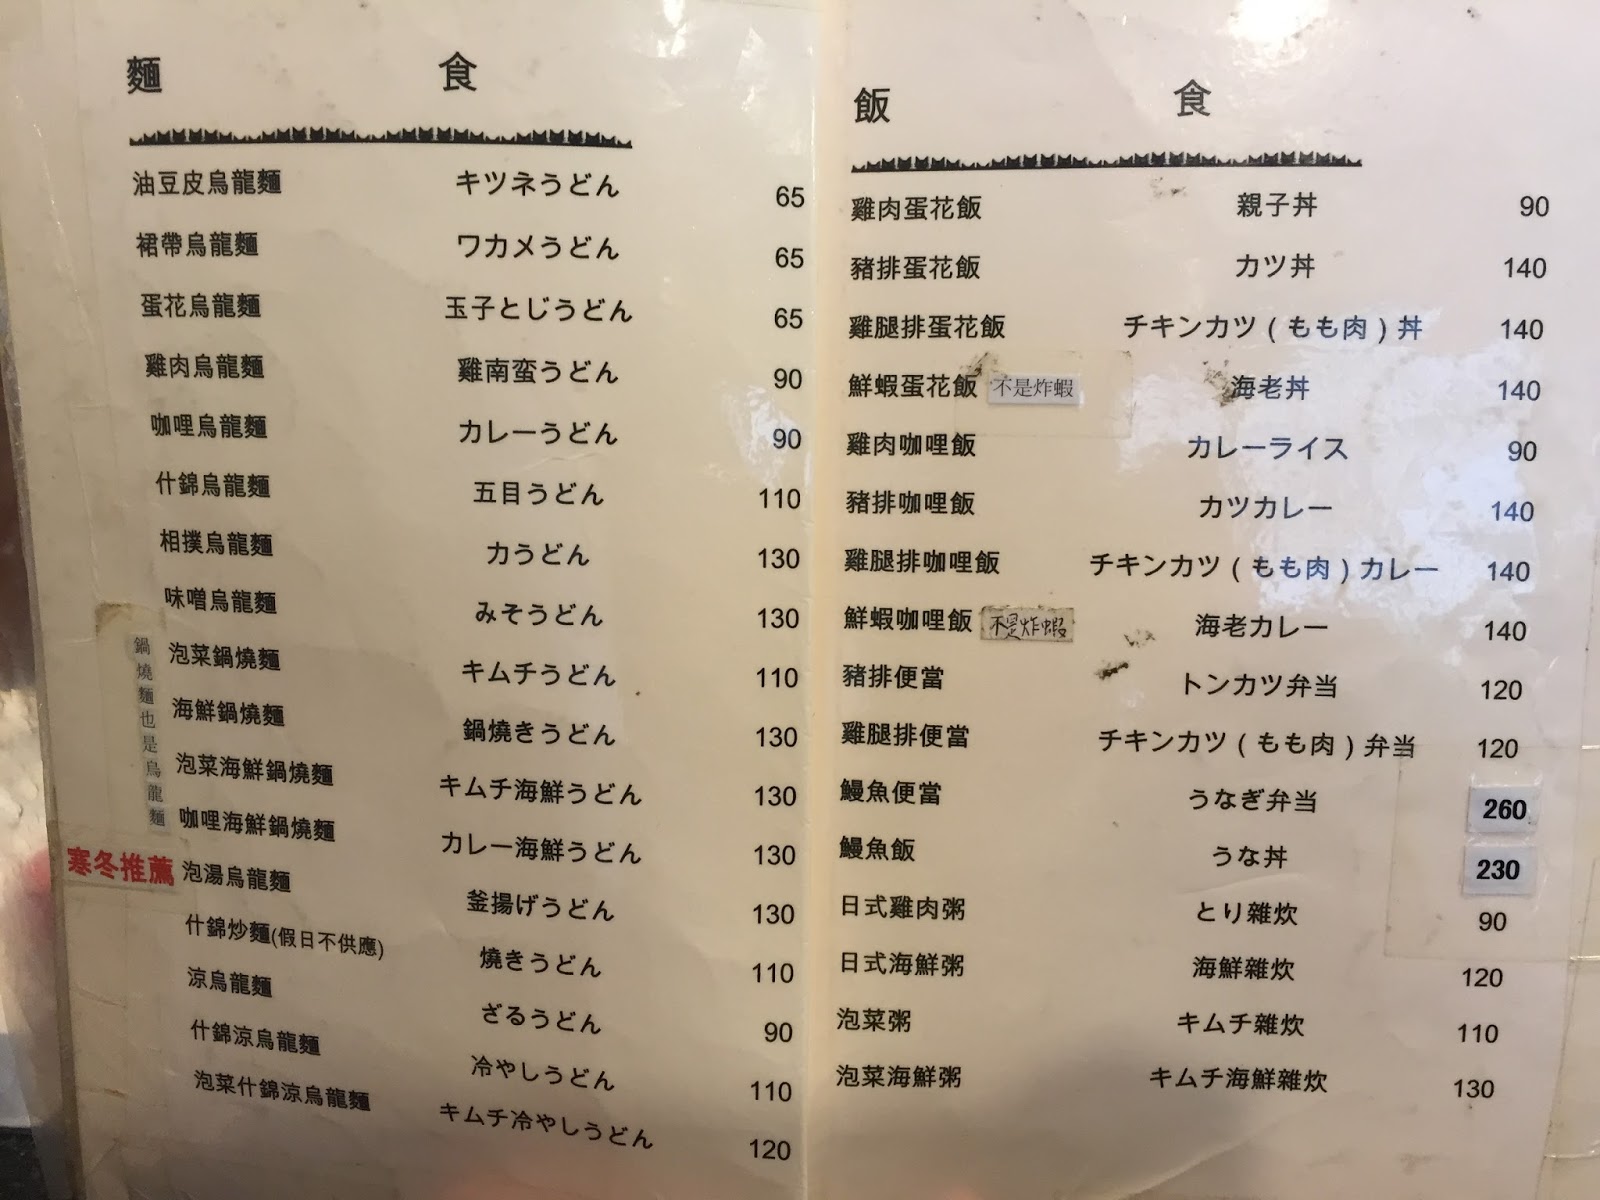 麵 食
油豆皮烏龍麵 キツネうどん 65
裙帶烏龍麵 ワカメうどん 65
蛋花烏龍麵 玉子とじうどん 65
雞肉烏龍麵 雞南蛮うどん 90
咖哩烏龍麵 カレーうどん 90
什錦烏龍麵 五目うどん 110
相撲烏龍麵 力うどん 130
味噌烏龍麵 みそうどん 130
泡菜鍋燒麵 キムチうどん 110
海鮮鍋燒麵 鍋燒きうどん 130
泡菜海鮮鍋燒麵 キムチ海鮮うどん 130
咖哩海鮮鍋燒麵 カレー海鮮うどん 130
鍋燒麵也是烏龍麵
寒冬推薦 泡湯烏龍麵 釜揚げうどん 130
什錦炒麵(假日不供應) 燒きうどん 110
涼烏龍麵 ざるうどん 90
什錦涼烏龍麵 冷やしうどん 110
泡菜什錦涼烏龍麵 キムチ冷やしうどん 120
飯 食
雞肉蛋花飯 親子丼 90
豬排蛋花飯 カツ丼 140
雞腿排蛋花飯 チキンカツ(もも肉)丼 140
鮮蝦蛋花飯 不是炸蝦 海老丼 140
雞肉咖哩飯 カレーライス 90
豬排咖哩飯 カツカレー 140
雞腿排咖哩飯 チキンカツ(もも肉)カレー 140
鮮蝦咖哩飯 不是炸蝦 海老カレー 140
豬排便當 トンカツ弁当 120
雞腿排便當 チキンカツ(もも肉)弁当 120
鰻魚便當 うなぎ弁当 260
鰻魚飯 うな丼 230
日式雞肉粥 とり雜炊 90
日式海鮮粥 海鮮雜炊 120
泡菜粥 キムチ雜炊 110
泡菜海鮮粥 キムチ海鮮雜炊 130